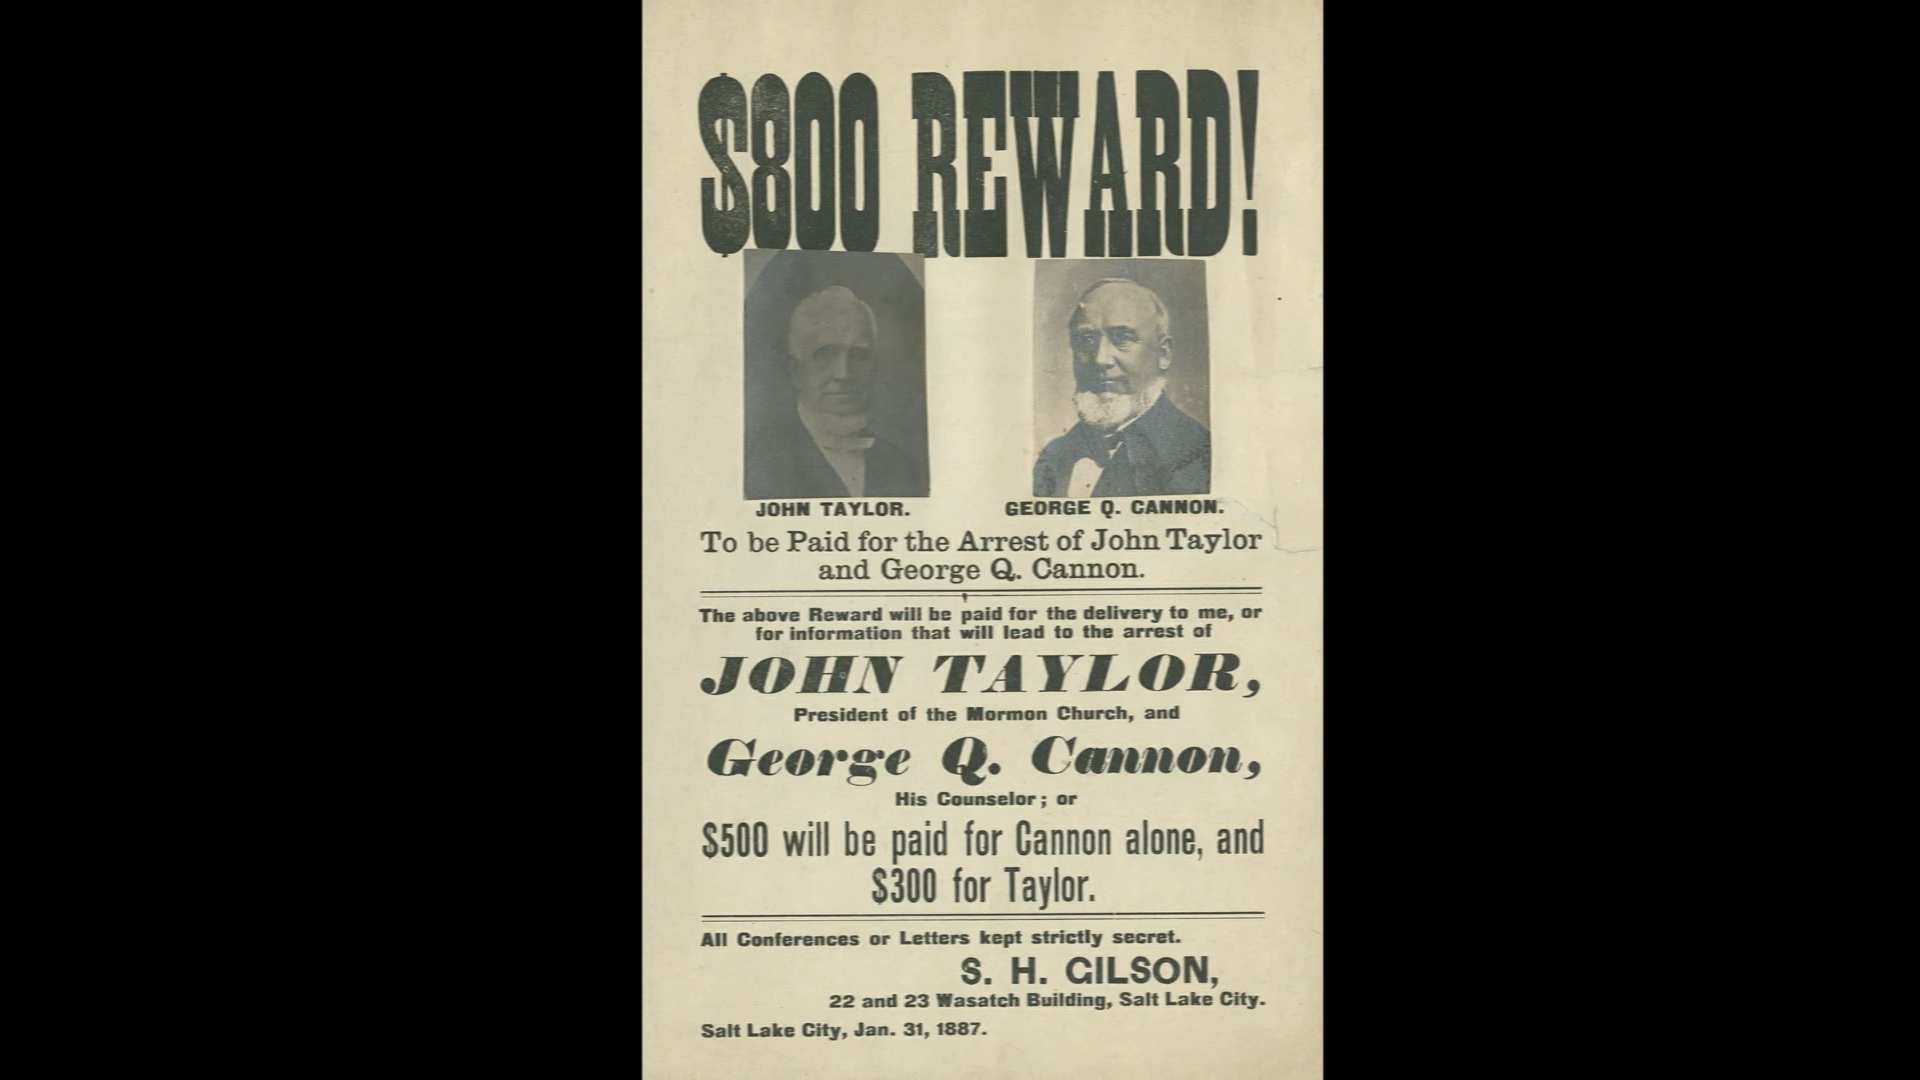 $800 REWARD!
JOHN TAYLOR.
GEORGE Q. CANNON.
To be Paid for the Arrest of John Taylor
and George Q. Cannon.
The above Reward will be paid for the delivery to me, or
for information that will lead to the arrest of
JOHN TAYLOR,
President of the Mormon Church, and
George Q. Cannon,
His Counselor; or
$500 will be paid for Cannon alone, and
$300 for Taylor.
All Conferences or Letters kept strictly secret.
S. H. GILSON,
22 and 23 Wasatch Building, Salt Lake City.
Salt Lake City, Jan. 31, 1887.